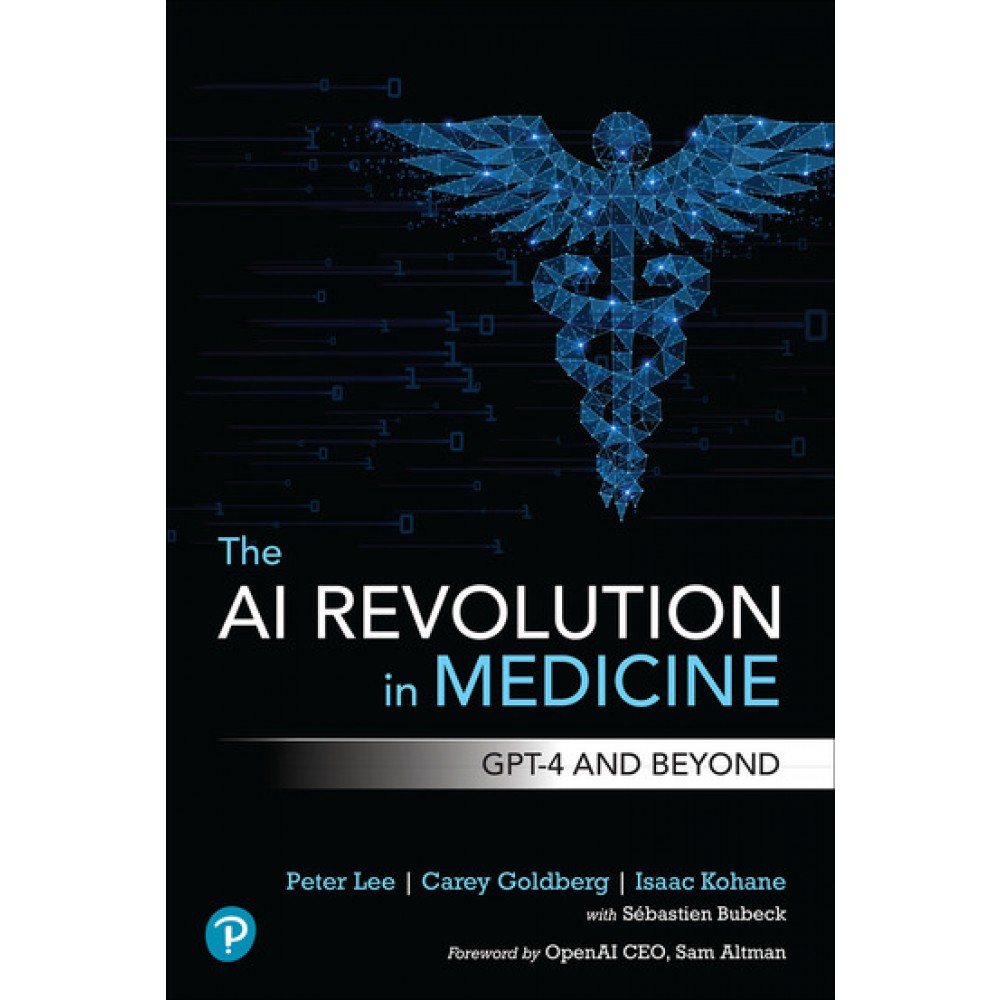 The
AI REVOLUTION
in MEDICINE
GPT-4 AND BEYOND
Peter Lee | Carey Goldberg | Isaac Kohane
with Sébastien Bubeck
Foreword by OpenAI CEO, Sam Altman